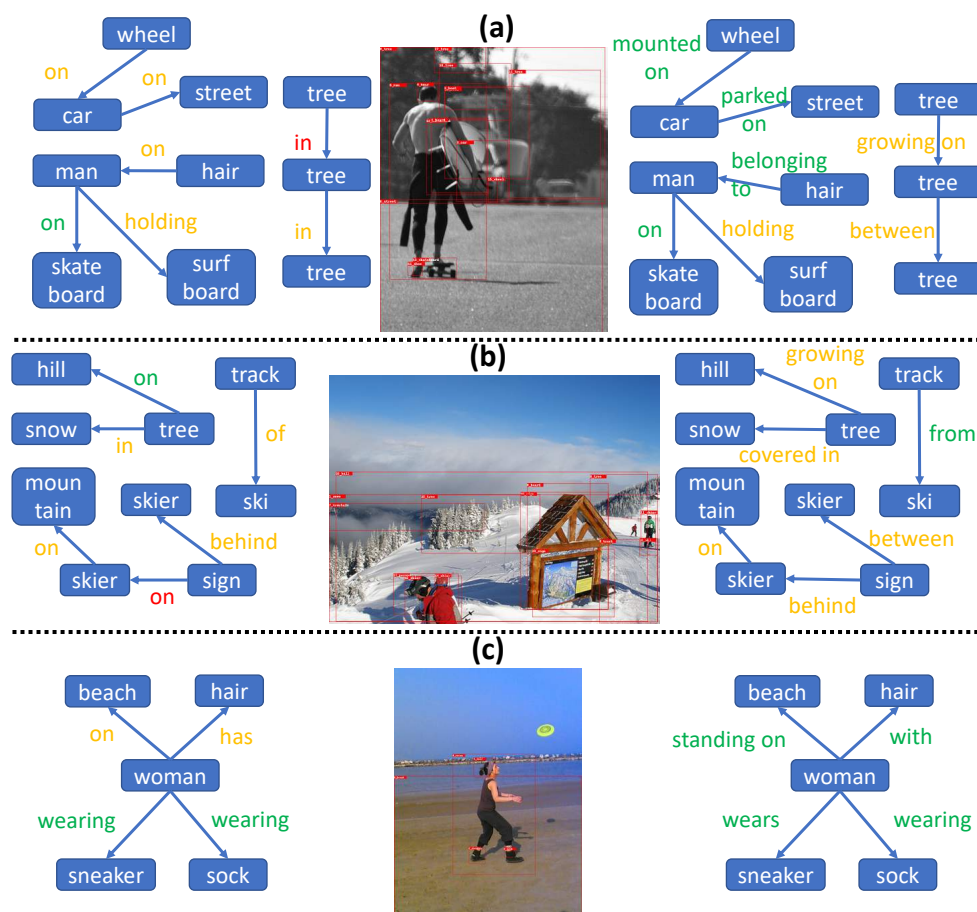 (a)
wheel
on
on
car
street
tree
in
man
on
hair
tree
on
holding
in
skate
board
surf
board
tree
mounted
on
wheel
parked
on
car
street
tree
growing on
belonging
to
man
hair
tree
on
holding
between
skate
board
surf
board
tree
(b)
hill
on
track
snow
in
tree
of
moun
tain
skier
ski
on
behind
skier
sign
on
hill
growing
on
track
snow
tree
from
covered in
moun
tain
skier
ski
on
between
skier
sign
behind
(c)
beach
hair
on
has
woman
wearing
wearing
sneaker
sock
beach
hair
standing on
with
woman
wears
wearing
sneaker
sock